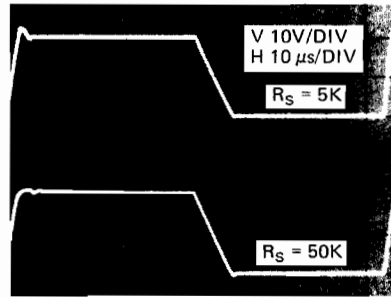 V 10V/DIV
H 10 μs/DIV
R_S = 5K
R_S = 50K